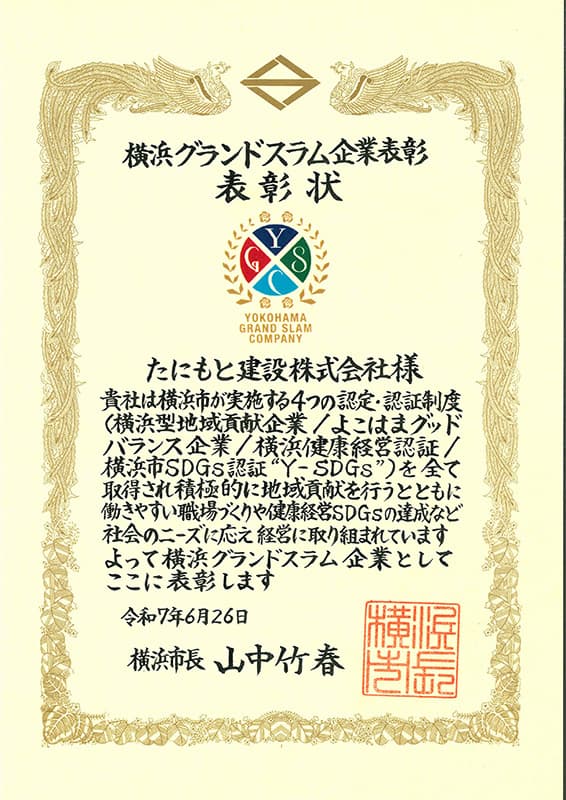 横浜グランドスラム企業表彰
表彰状
Y
G S
C
YOKOHAMA
GRAND SLAM
COMPANY
たにもと建設株式会社様
貴社は横浜市が実施する4つの認定・認証制度
(横浜型地域貢献企業/よこはまグッド
バランス企業/横浜健康経営認証/
横浜市SDGs認証“Y-SDGs”)を全て
取得され積極的に地域貢献を行うとともに
働きやすい職場づくりや健康経営SDGsの達成など
社会のニーズに応え経営に取り組まれています
よって横浜グランドスラム企業として
ここに表彰します
令和7年6月26日
横浜市長 山中竹春
横浜市長